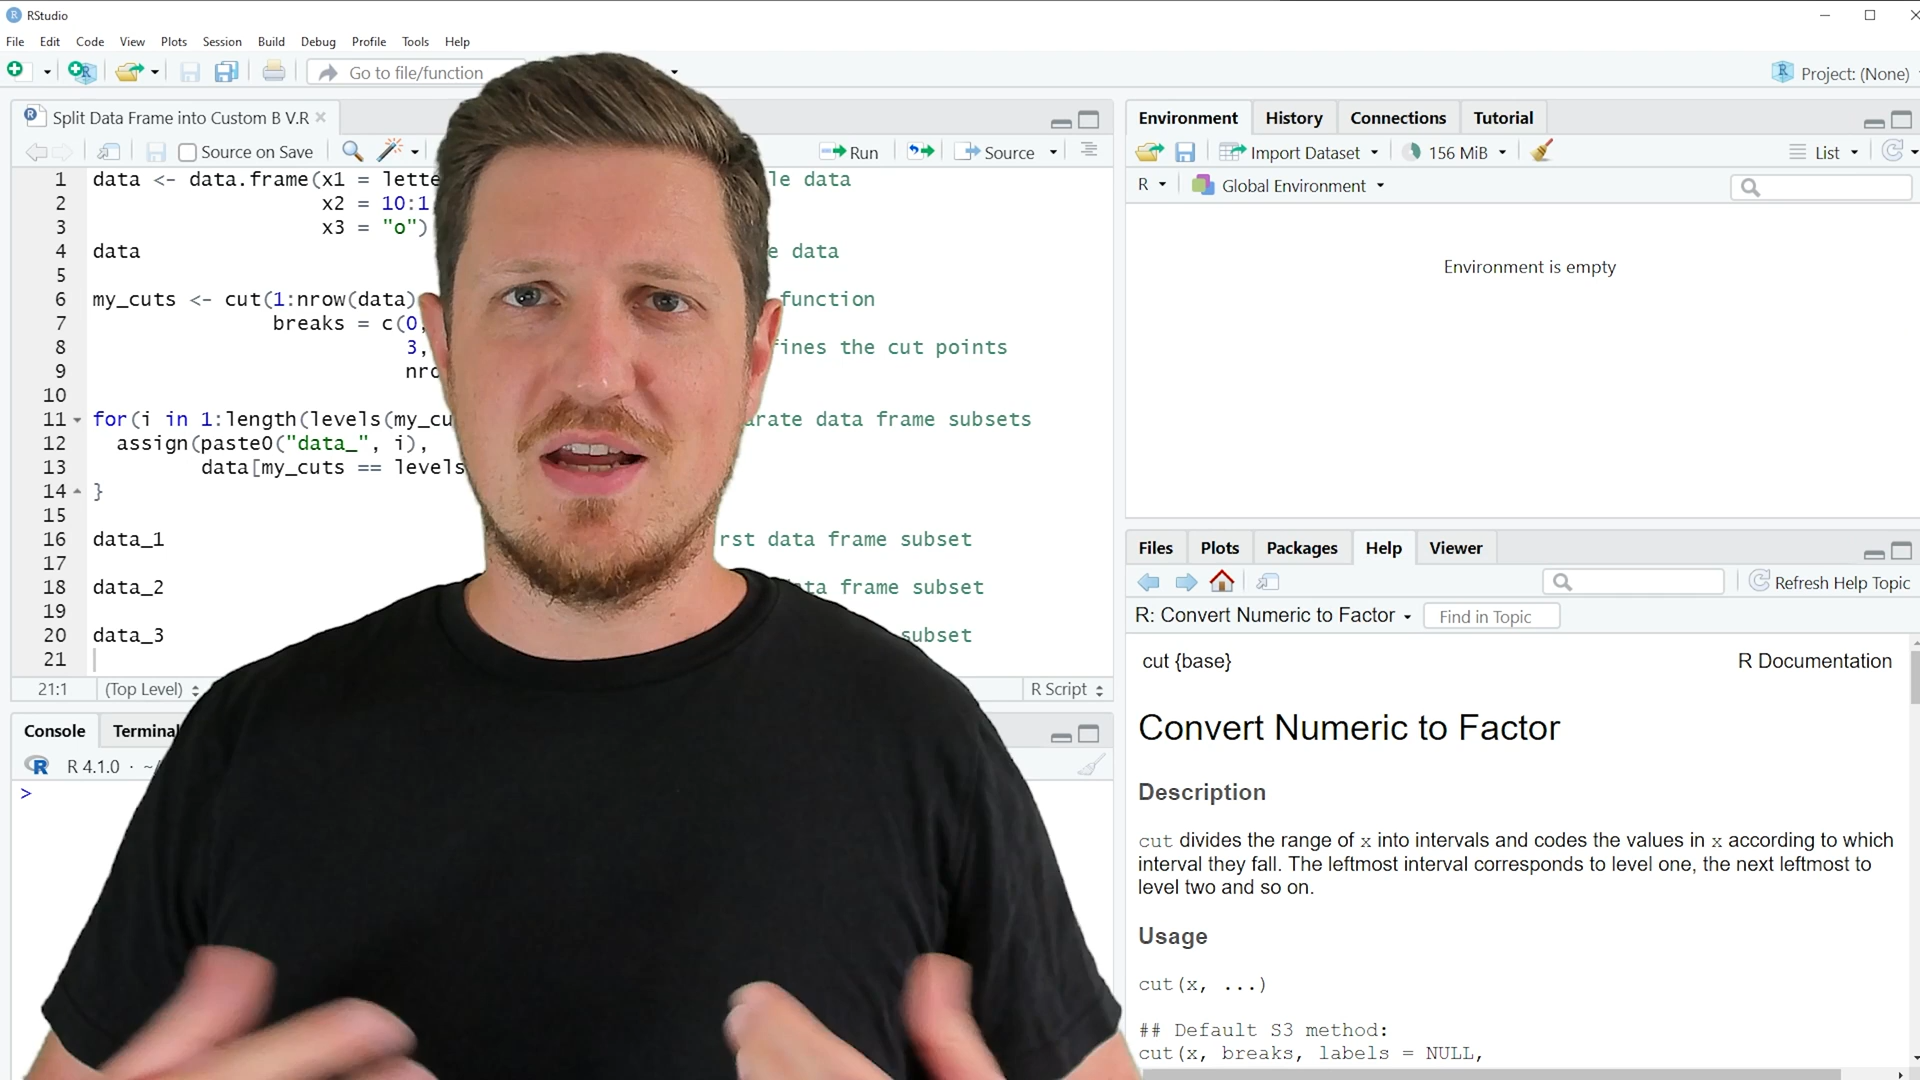 RStudio
File Edit Code View Plots Session Build Debug Profile Tools Help
Go to file/function
Project: (None)
Split Data Frame into Custom B V.R
Source on Save
Run
Source
1 data <- data.frame(x1 = lette le data
2 x2 = 10:1
3 x3 = "o")
4 data e data
5
6 my_cuts <- cut(1:nrow(data) function
7 breaks = c(0,
8 3, fines the cut points
9 nro
10
11 for(i in 1:length(levels(my_cu arate data frame subsets
12 assign(paste0("data_", i),
13 data[my_cuts == levels
14 }
15
16 data_1 rst data frame subset
17
18 data_2 ta frame subset
19
20 data_3 subset
21
21:1 (Top Level) R Script
Console Terminal
R 4.1.0 · ~/
>
Environment History Connections Tutorial
Import Dataset 156 MiB List
R Global Environment
Environment is empty
Files Plots Packages Help Viewer
Refresh Help Topic
R: Convert Numeric to Factor Find in Topic
cut {base} R Documentation
Convert Numeric to Factor
Description
cut divides the range of x into intervals and codes the values in x according to which
interval they fall. The leftmost interval corresponds to level one, the next leftmost to
level two and so on.
Usage
cut(x, ...)
## Default S3 method:
cut(x, breaks, labels = NULL,